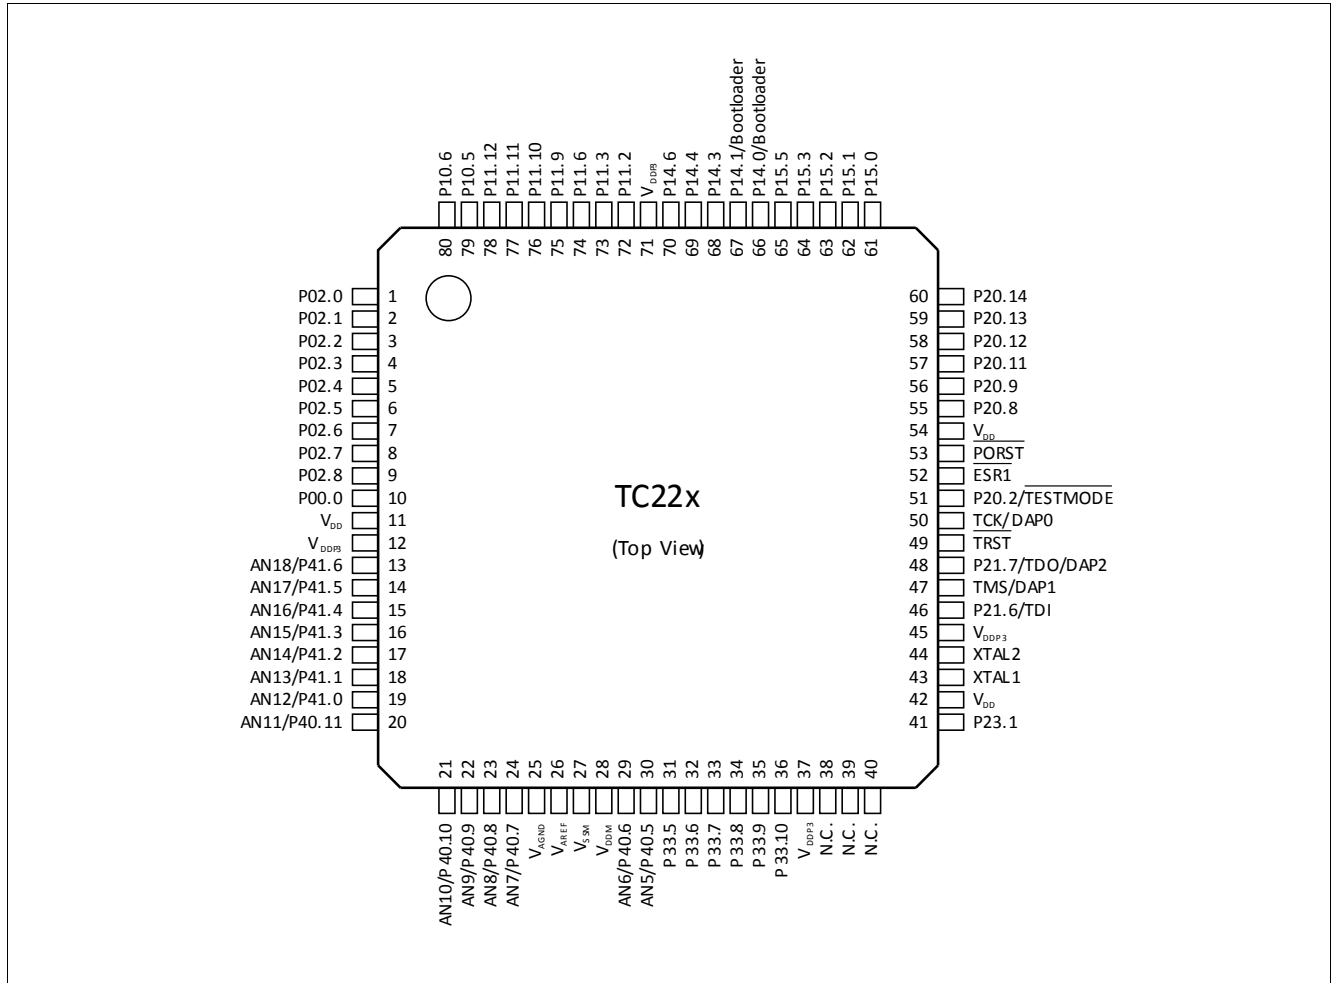 P10.6
P10.5
P11.12
P11.11
P11.10
P11.9
P11.6
P11.3
P11.2
VDDP3
P14.6
P14.4
P14.3
P14.1/Bootloader
P14.0/Bootloader
P15.5
P15.3
P15.2
P15.1
P15.0
80
79
78
77
76
75
74
73
72
71
70
69
68
67
66
65
64
63
62
61
P02.0 1
P02.1 2
P02.2 3
P02.3 4
P02.4 5
P02.5 6
P02.6 7
P02.7 8
P02.8 9
P00.0 10
VDD 11
VDDP3 12
AN18/P41.6 13
AN17/P41.5 14
AN16/P41.4 15
AN15/P41.3 16
AN14/P41.2 17
AN13/P41.1 18
AN12/P41.0 19
AN11/P40.11 20
TC22x
(Top View)
60 P20.14
59 P20.13
58 P20.12
57 P20.11
56 P20.9
55 P20.8
54 VDD
53 PORST
52 ESR1
51 P20.2/TESTMODE
50 TCK/DAP0
49 TRST
48 P21.7/TDO/DAP2
47 TMS/DAP1
46 P21.6/TDI
45 VDDP3
44 XTAL2
43 XTAL1
42 VDD
41 P23.1
21
22
23
24
25
26
27
28
29
30
31
32
33
34
35
36
37
38
39
40
AN10/P40.10
AN9/P40.9
AN8/P40.8
AN7/P40.7
VAGND
VAREF
VSSM
VDDM
AN6/P40.6
AN5/P40.5
P33.5
P33.6
P33.7
P33.8
P33.9
P33.10
VDDP3
N.C.
N.C.
N.C.